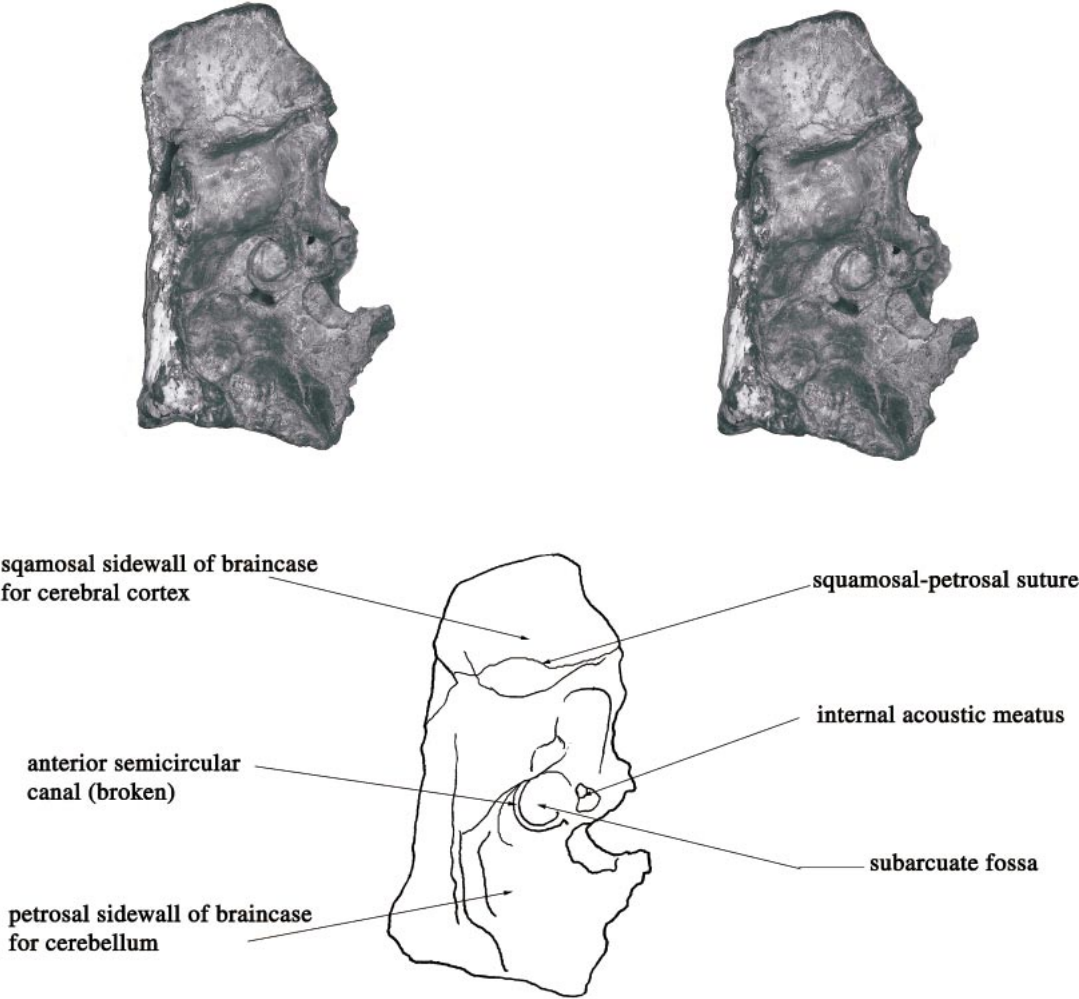 sqamosal sidewall of braincase
for cerebral cortex
squamosal-petrosal suture
internal acoustic meatus
anterior semicircular
canal (broken)
subarcuate fossa
petrosal sidewall of braincase
for cerebellum